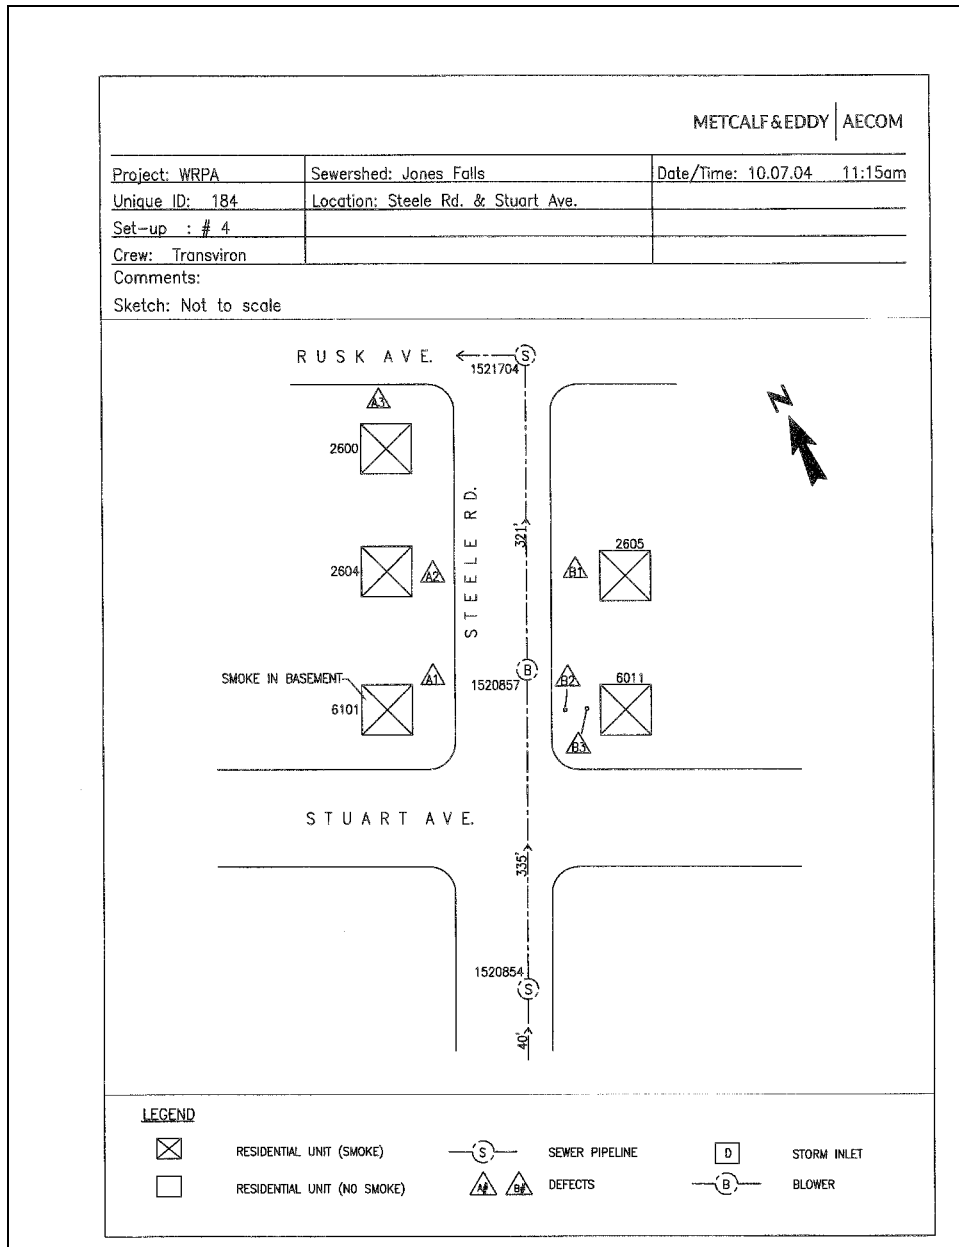 METCALF&EDDY | AECOM
Project: WRPA
Sewershed: Jones Falls
Date/Time: 10.07.04 11:15am
Unique ID: 184
Location: Steele Rd. & Stuart Ave.
Set-up : # 4
Crew: Transviron
Comments:
Sketch: Not to scale
RUSK AVE.
S
1521704
N
A3
2600
STEELE RD.
321'
2604
A2
B1
2605
SMOKE IN BASEMENT
6101
A1
B
1520857
B2
6011
B3
STUART AVE.
335'
1520854
S
40'
LEGEND
RESIDENTIAL UNIT (SMOKE)
S
SEWER PIPELINE
D
STORM INLET
RESIDENTIAL UNIT (NO SMOKE)
A#
B#
DEFECTS
B
BLOWER